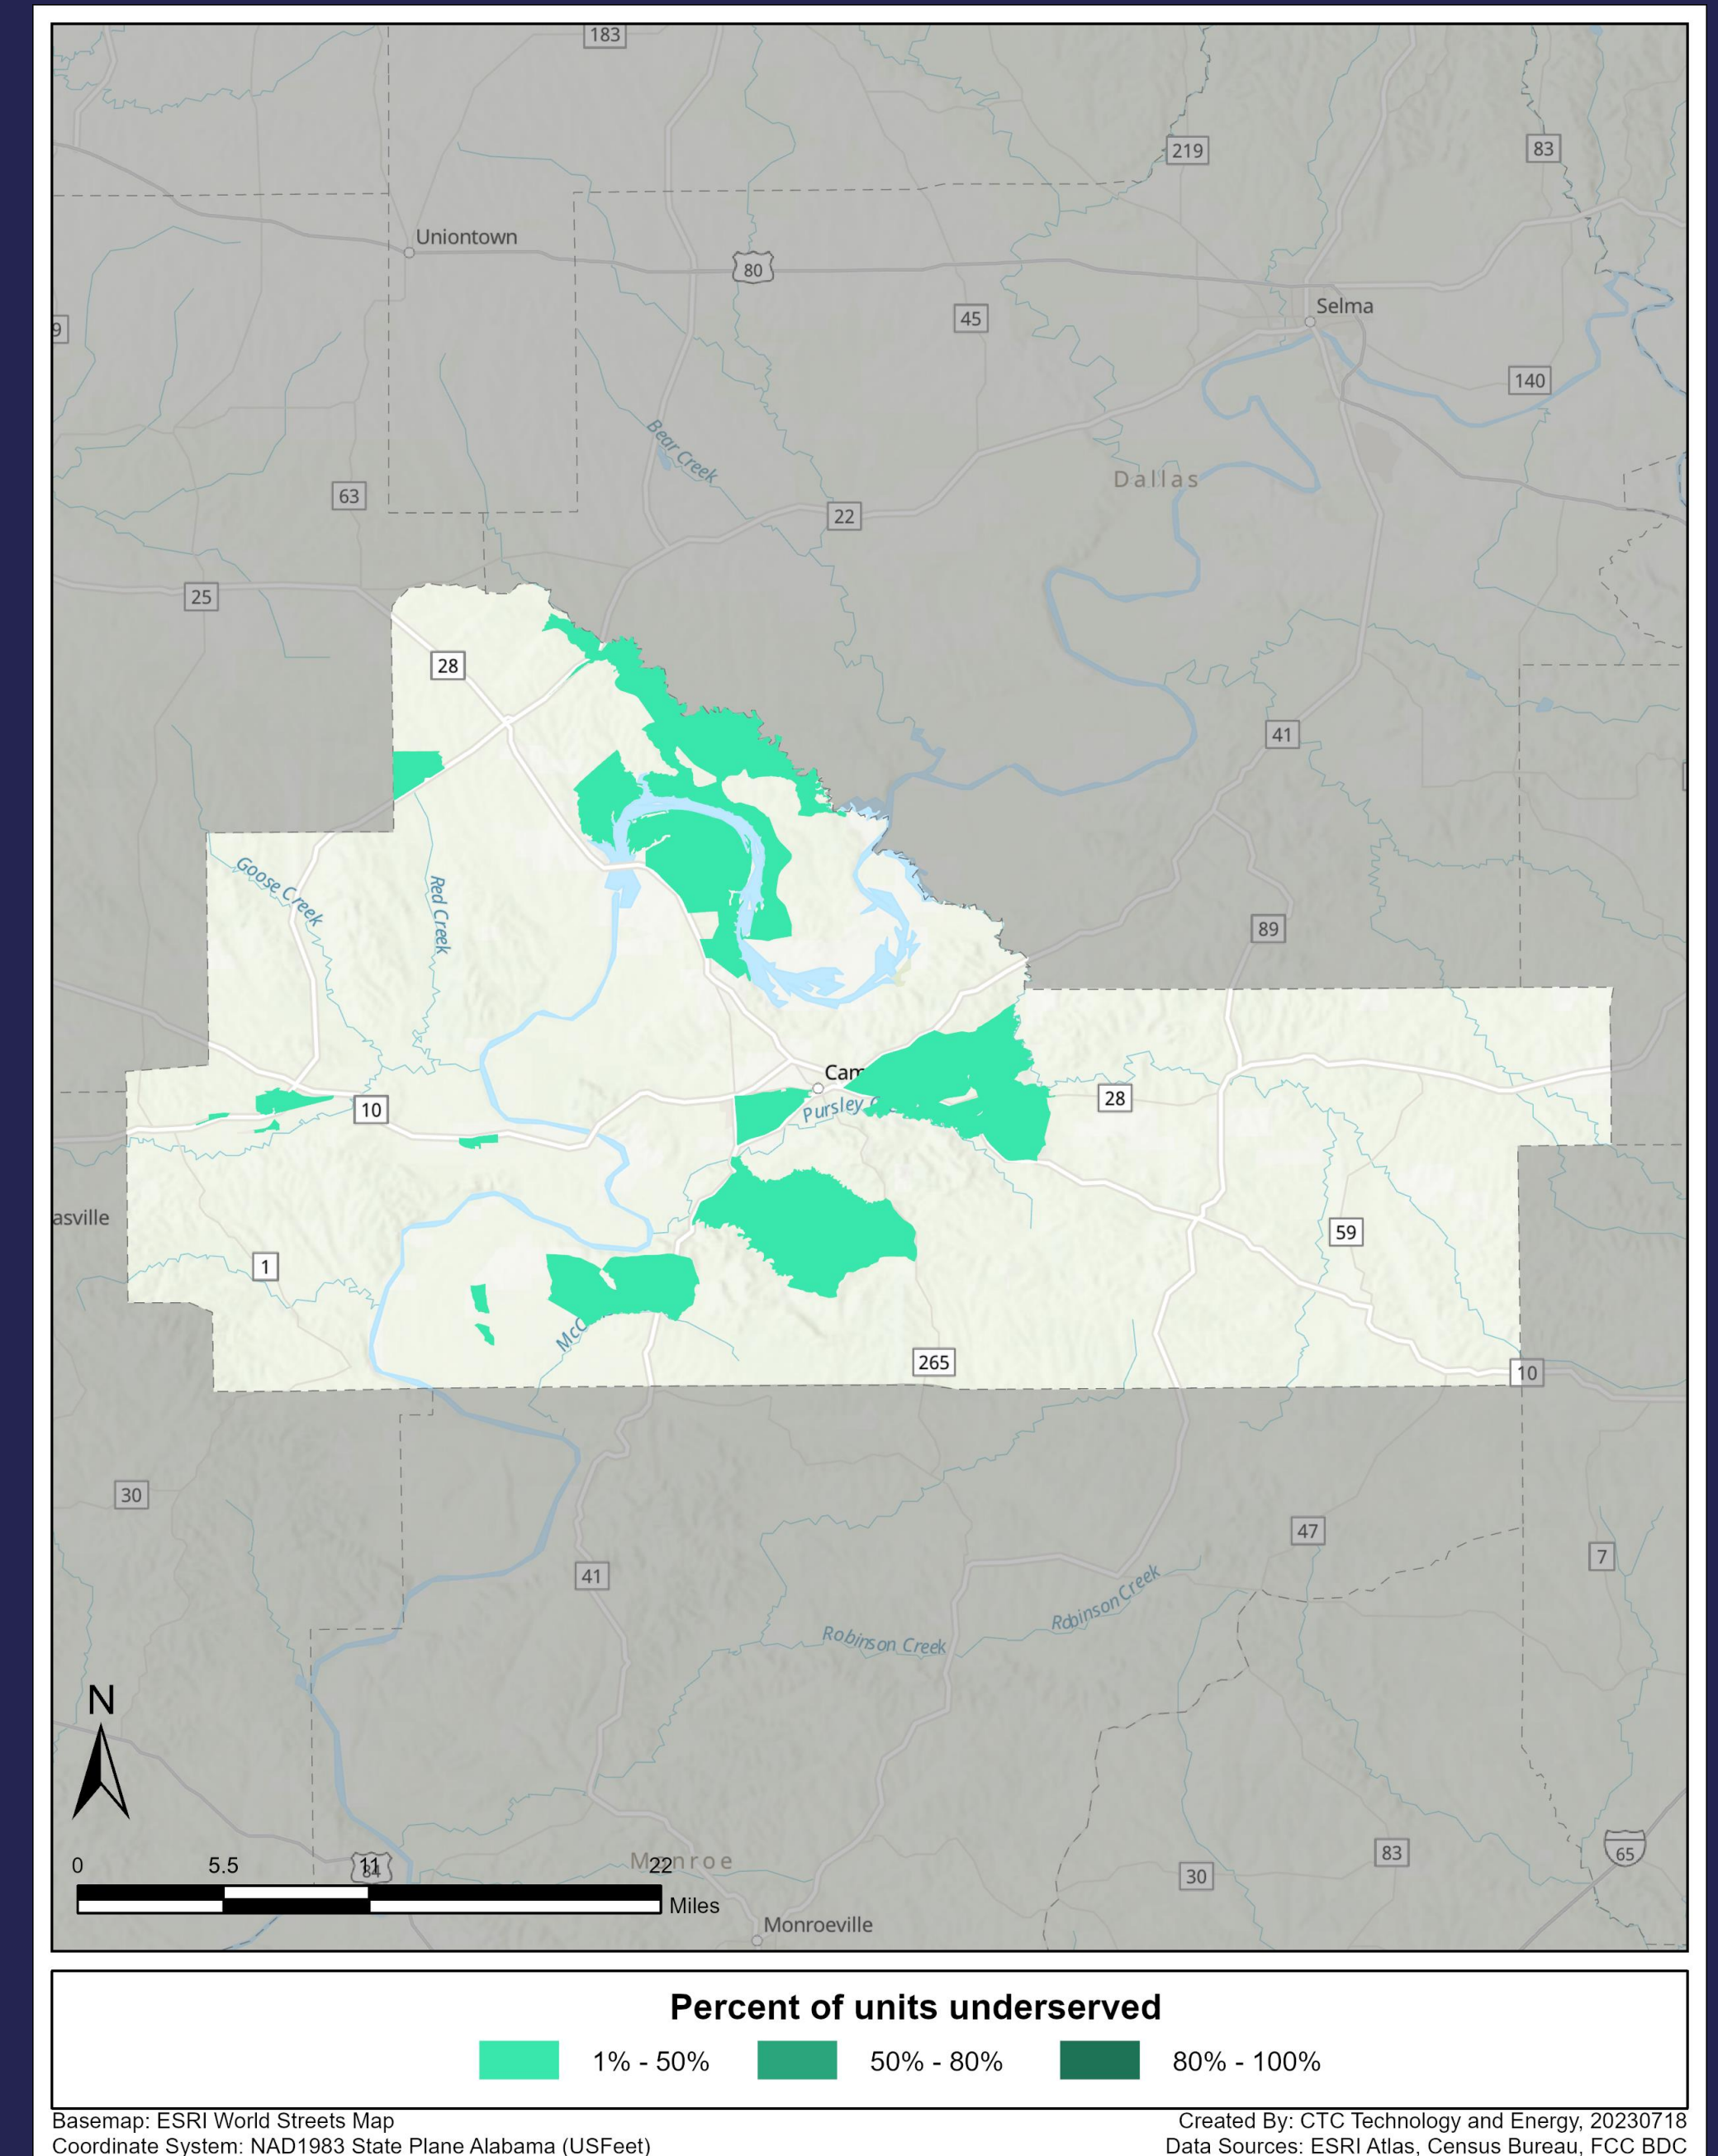 183
219
83
Uniontown
80
45
Selma
9
140
Bear Creek
Dallas
63
22
25
28
41
Goose Creek
Red Creek
89
Cam
28
10
Pursley C
asville
59
1
McC
265
10
30
47
7
41
Robinson Creek
Robinson Creek
N
83
65
30
Monroe
84
0 5.5 11 22
Miles
Monroeville
Percent of units underserved
1% - 50% 50% - 80% 80% - 100%
Basemap: ESRI World Streets Map
Created By: CTC Technology and Energy, 20230718
Coordinate System: NAD1983 State Plane Alabama (USFeet)
Data Sources: ESRI Atlas, Census Bureau, FCC BDC